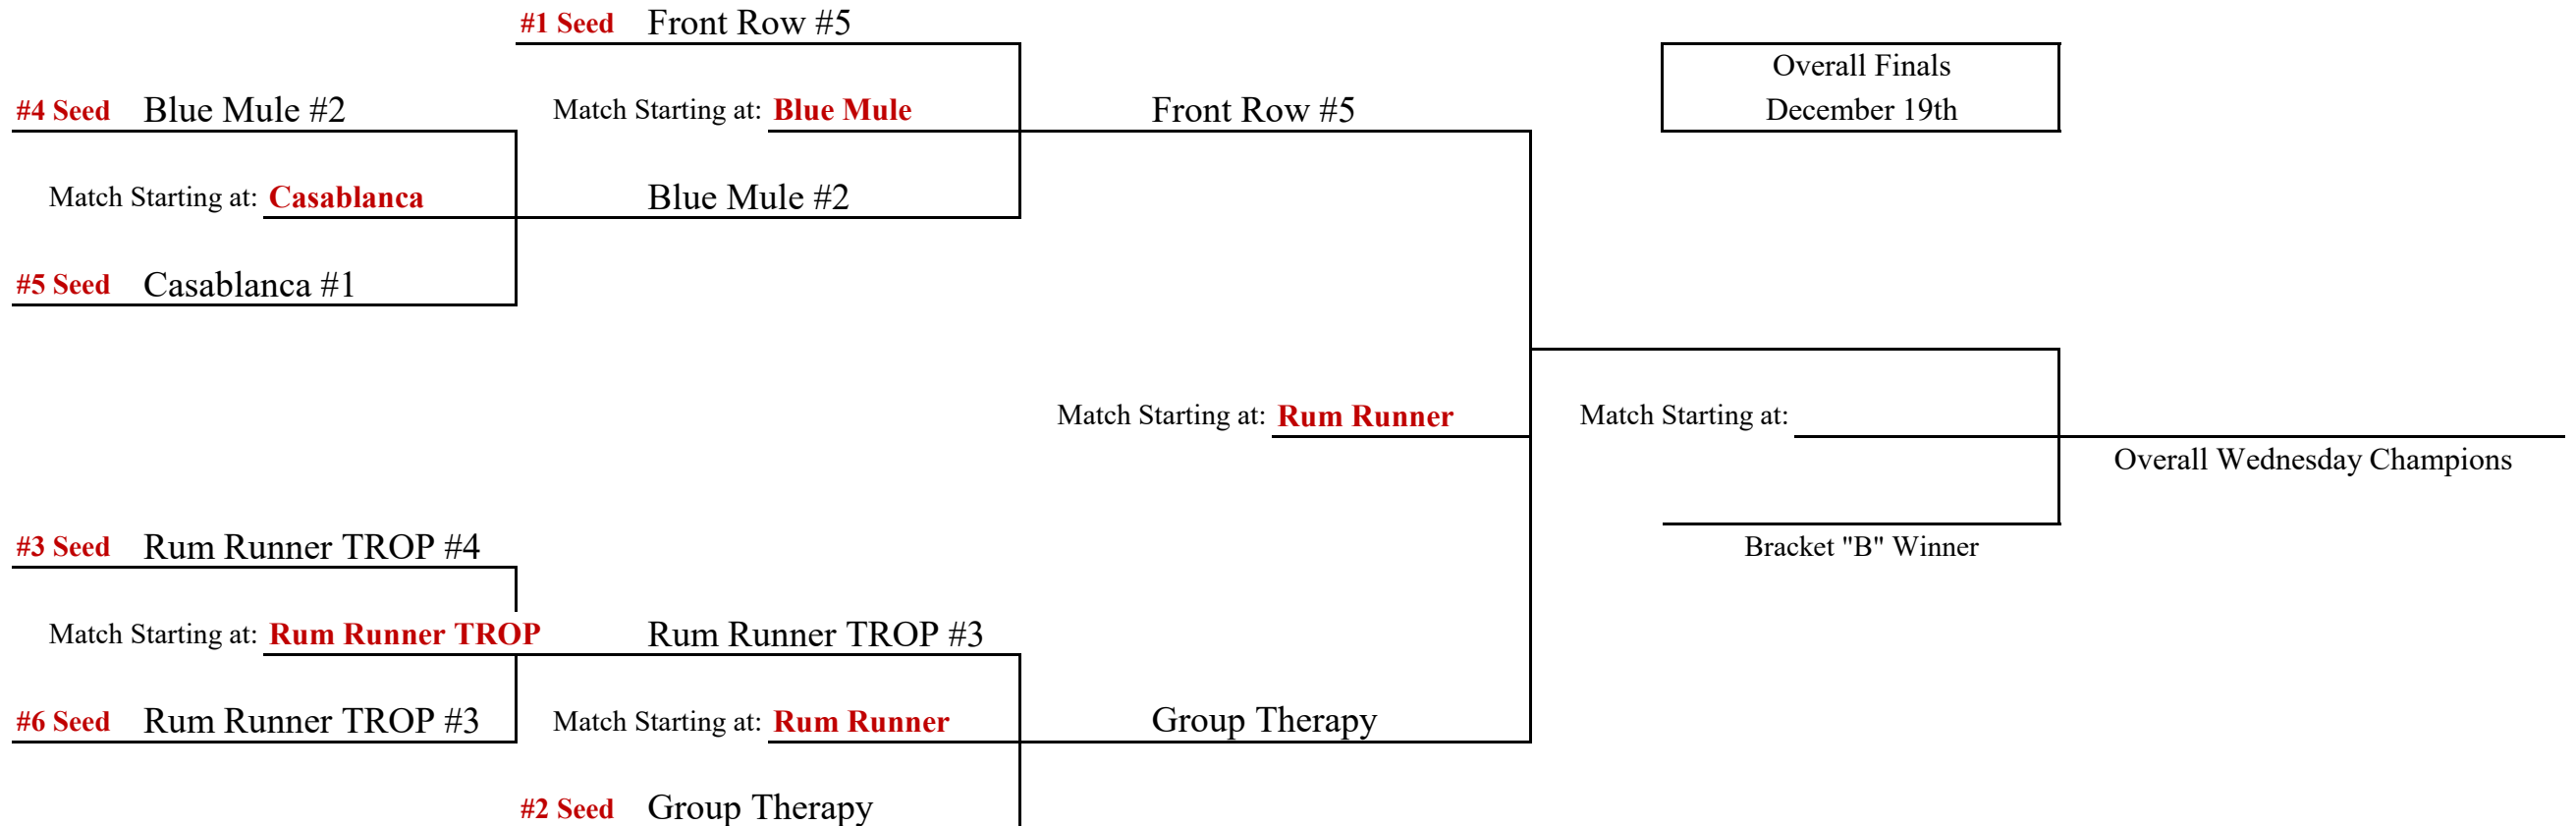 #1 Seed Front Row #5
Overall Finals
#4 Seed Blue Mule #2 Match Starting at: Blue Mule Front Row #5 December 19th
Match Starting at: Casablanca Blue Mule #2
#5 Seed Casablanca #1
Match Starting at: Rum Runner Match Starting at:
Overall Wednesday Champions
#3 Seed Rum Runner TROP #4 Bracket "B" Winner
Match Starting at: Rum Runner TROP Rum Runner TROP #3
#6 Seed Rum Runner TROP #3 Match Starting at: Rum Runner Group Therapy
#2 Seed Group Therapy